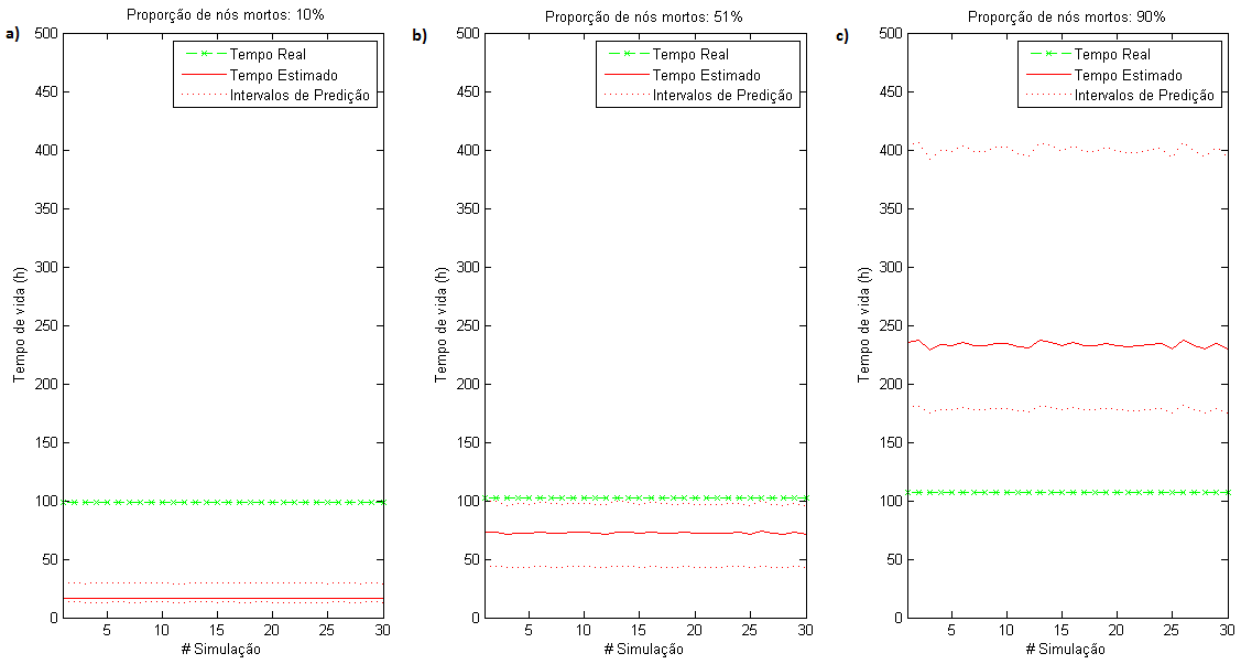 a)
Proporção de nós mortos: 10%
Tempo Real
Tempo Estimado
Intervalos de Predição
Tempo de vida (h)
500
450
400
350
300
250
200
150
100
50
0
5 10 15 20 25 30
# Simulação
b)
Proporção de nós mortos: 51%
Tempo Real
Tempo Estimado
Intervalos de Predição
Tempo de vida (h)
500
450
400
350
300
250
200
150
100
50
0
5 10 15 20 25 30
# Simulação
c)
Proporção de nós mortos: 90%
Tempo Real
Tempo Estimado
Intervalos de Predição
Tempo de vida (h)
500
450
400
350
300
250
200
150
100
50
0
5 10 15 20 25 30
# Simulação